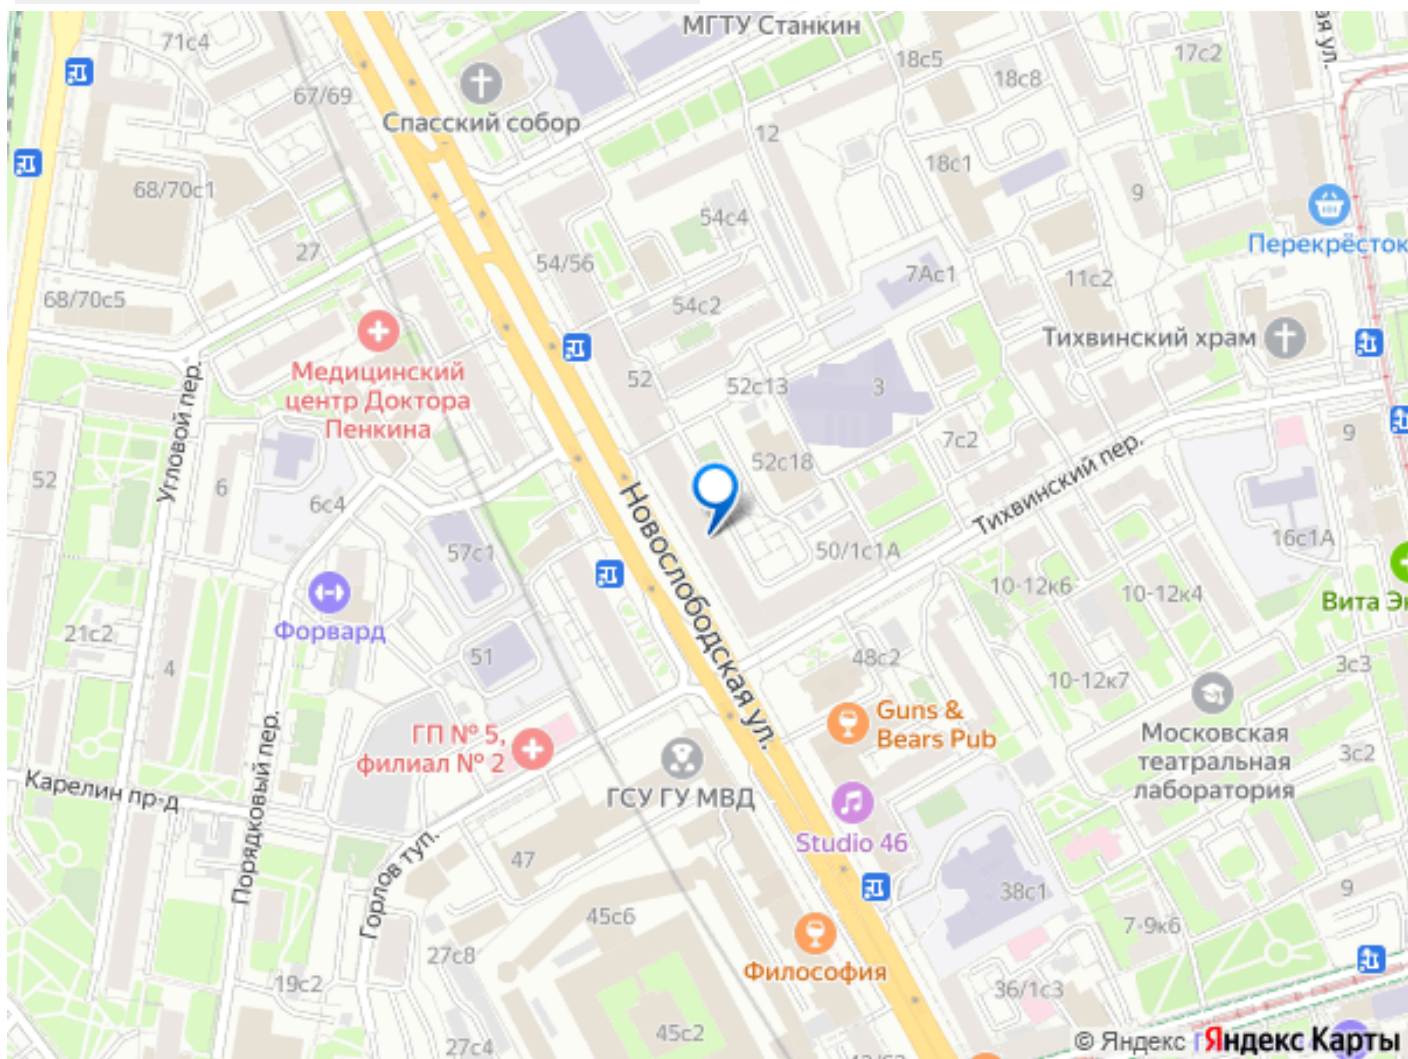 МГТУ Станкин
71с4
18с5
17с2
18с8
67/69
Спасский собор
12
18с1
68/70с1
9
54с4
27
Перекрёсток
54/56
7Ас1
11с2
68/70с5
54с2
Тихвинский храм
Медицинский
центр Доктора
Пенкина
52
52с13
3
Угловой пер.
7с2
9
52
6
52с18
6с4
Тихвинский пер.
Новослободская ул.
16с1А
57с1
50/1с1А
10-12к6
10-12к4
Вита Эк
Форвард
21с2
51
48с2
3с3
4
10-12к7
Guns &
Bears Pub
ГП № 5,
филиал № 2
Московская
театральная
лаборатория
3с2
Карелин пр-д
Порядковый пер.
ГСУ ГУ МВД
Studio 46
Горлов туп.
47
38с1
9
45с6
7-9к6
27с8
Философия
19с2
36/1с3
45с2
27с4
© Яндекс
Яндекс Карты